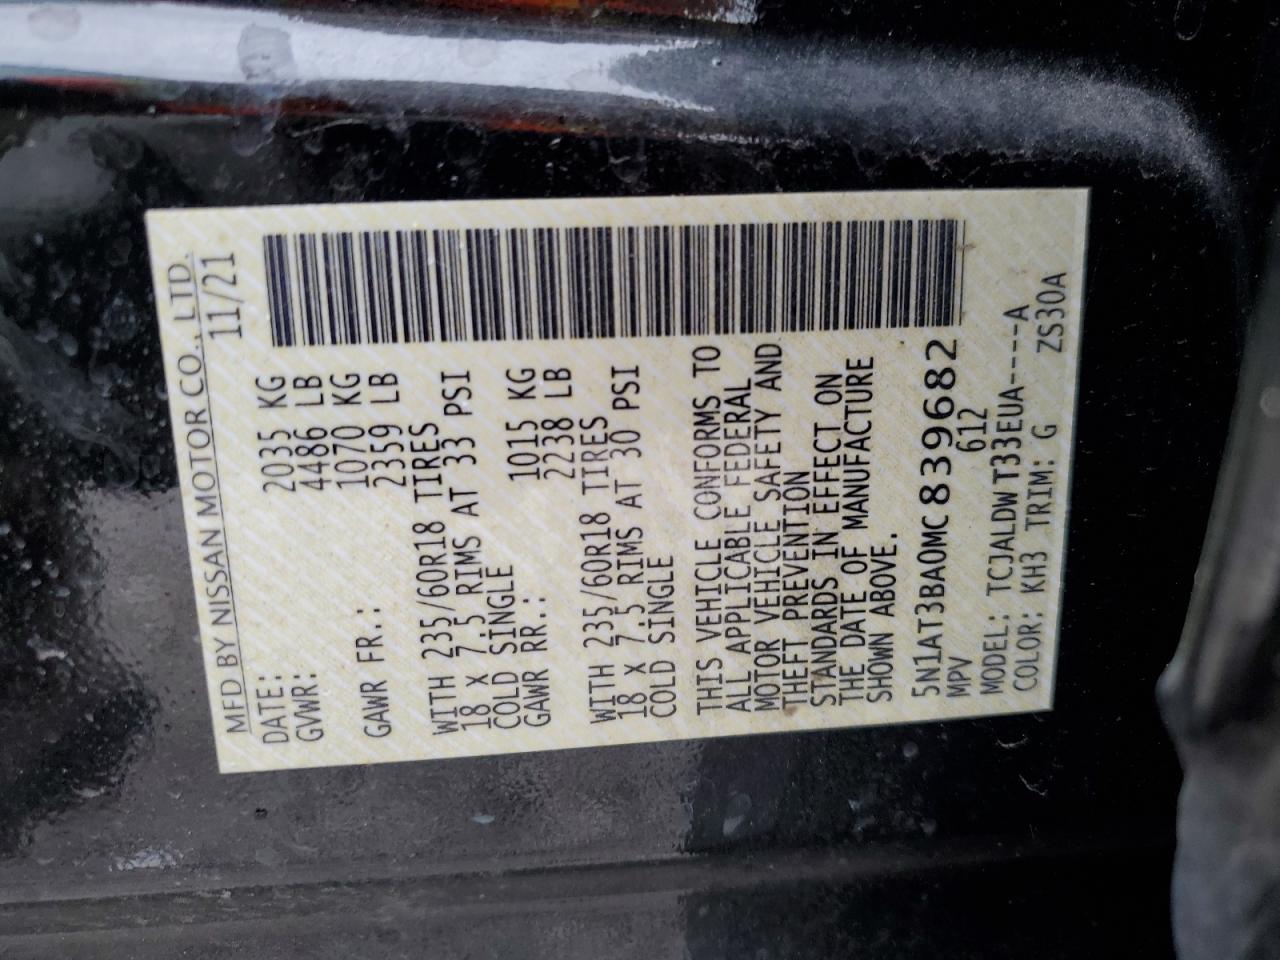 MFD BY NISSAN MOTOR CO., LTD.
DATE: 11/21
GVWR: 2035 KG
4486 LB
GAWR FR.: 1070 KG
2359 LB
WITH 235/60R18 TIRES
18 x 7.5 RIMS AT 33 PSI
COLD SINGLE
GAWR RR.: 1015 KG
2238 LB
WITH 235/60R18 TIRES
18 x 7.5 RIMS AT 30 PSI
COLD SINGLE
THIS VEHICLE CONFORMS TO
ALL APPLICABLE FEDERAL
MOTOR VEHICLE SAFETY AND
THEFT PREVENTION
STANDARDS IN EFFECT ON
THE DATE OF MANUFACTURE
SHOWN ABOVE.
5N1AT3BA0MC839682
MPV 612
MODEL: TCJALDWT33EUA----A
COLOR: KH3 TRIM: G ZS30A